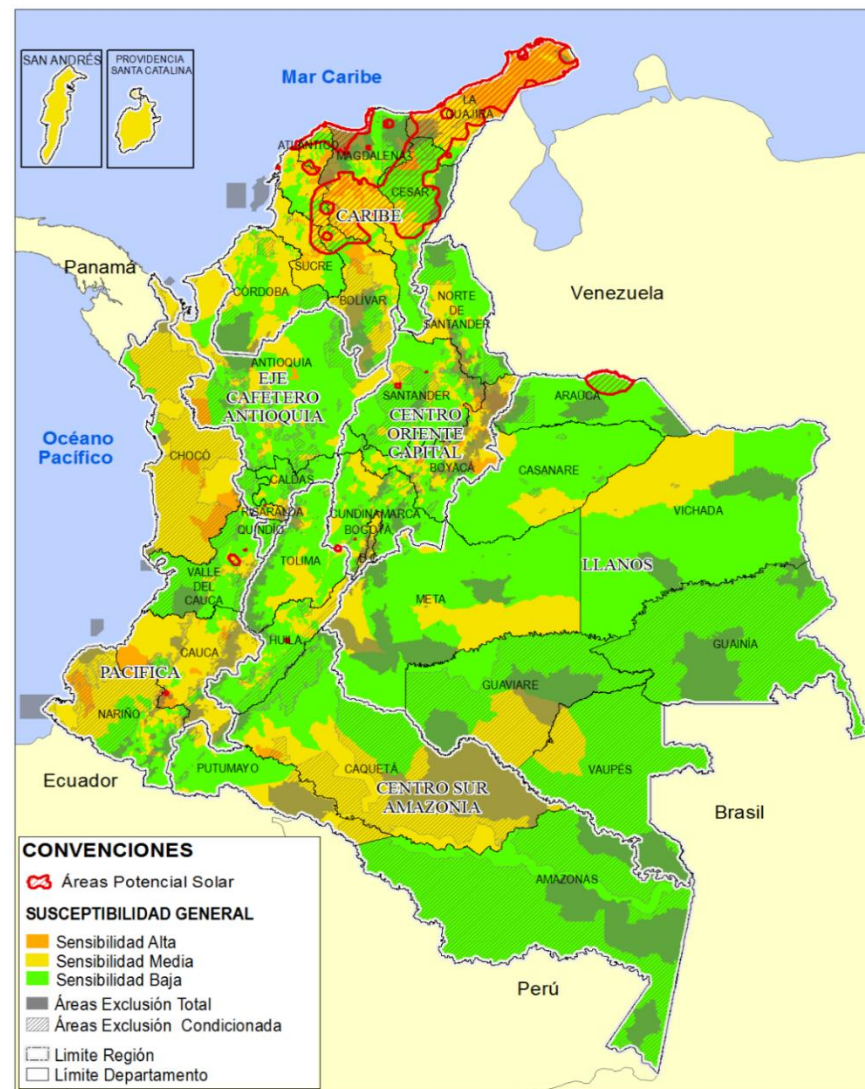 SAN ANDRÉS
PROVIDENCIA
SANTA CATALINA
Mar Caribe
LA
GUAJIRA
ATLÁNTICO
MAGDALENA
CESAR
CARIBE
Panamá
SUCRE
CÓRDOBA
BOLÍVAR
NORTE
DE
SANTANDER
Venezuela
ANTIOQUIA
EJE
CAFETERO
ANTIOQUIA
SANTANDER
ARAUCA
CENTRO
ORIENTE
CAPITAL
Océano
Pacífico
CHOCÓ
BOYACÁ
CASANARE
CALDAS
VICHADA
RISARALDA
QUINDÍO
CUNDINAMARCA
BOGOTÁ
TOLIMA
LLANOS
VALLE
DEL
CAUCA
META
HUILA
GUAINÍA
CAUCA
PACIFICA
GUAVIARE
NARIÑO
PUTUMAYO
CAQUETÁ
VAUPÉS
Ecuador
CENTRO SUR
AMAZONIA
Brasil
AMAZONAS
Perú
CONVENCIONES
Áreas Potencial Solar
SUSCEPTIBILIDAD GENERAL
Sensibilidad Alta
Sensibilidad Media
Sensibilidad Baja
Áreas Exclusión Total
Áreas Exclusión Condicionada
Limite Región
Límite Departamento